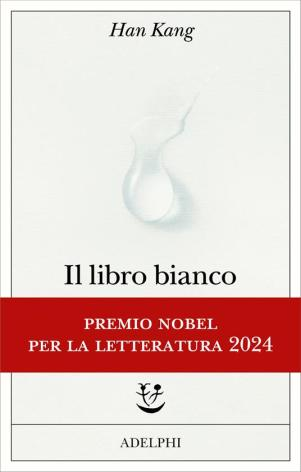 Han Kang
Il libro bianco
PREMIO NOBEL
PER LA LETTERATURA 2024
ADELPHI